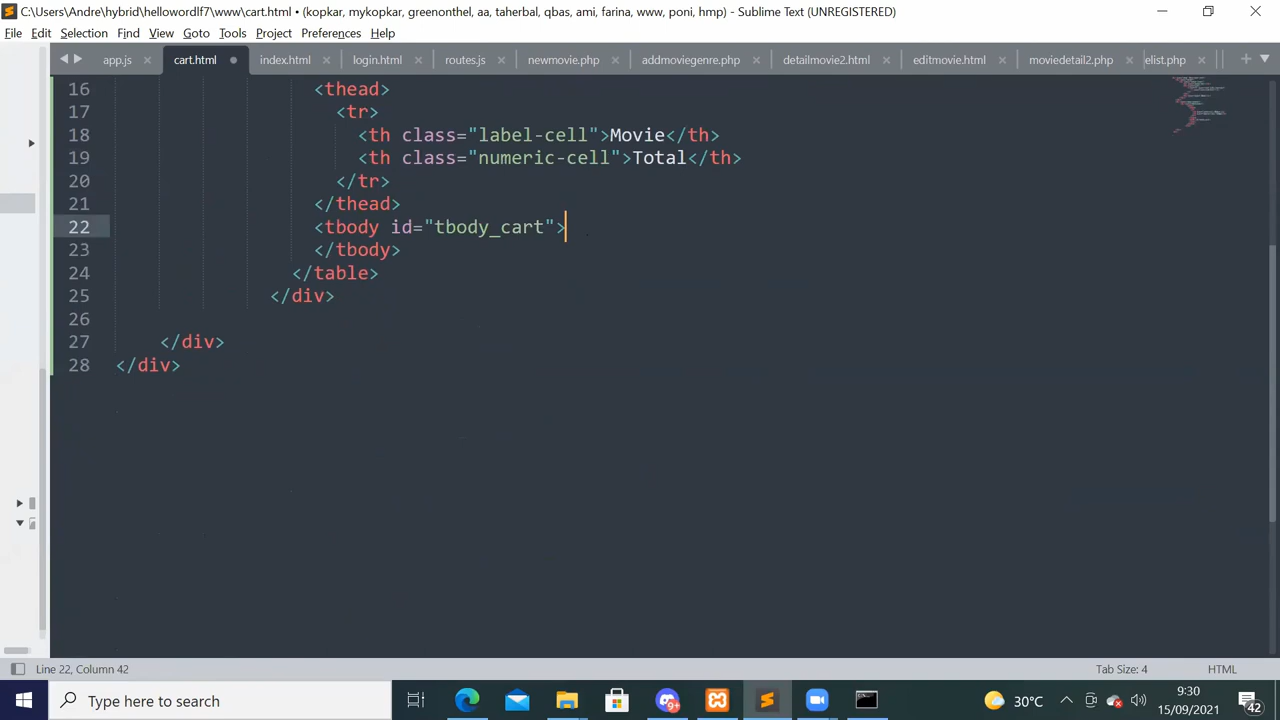 C:\Users\Andre\hybrid\hellowordlf7\www\cart.html • (kopkar, mykopkar, greenonthel, aa, taherbal, qbas, ami, farina, www, poni, bmp) - Sublime Text (UNREGISTERED)
File Edit Selection Find View Goto Tools Project Preferences Help
app.js cart.html index.html login.html routes.js newmovie.php addmoviegenre.php detailmovie2.html editmovie.html moviedetail2.php elist.php
16 <thead>
17 <tr>
18 <th class="label-cell">Movie</th>
19 <th class="numeric-cell">Total</th>
20 </tr>
21 </thead>
22 <tbody id="tbody_cart">
23 </tbody>
24 </table>
25 </div>
26
27 </div>
28 </div>
Line 22, Column 42 Tab Size: 4 HTML
Type here to search 9+ 30°C 9:30
15/09/2021 42